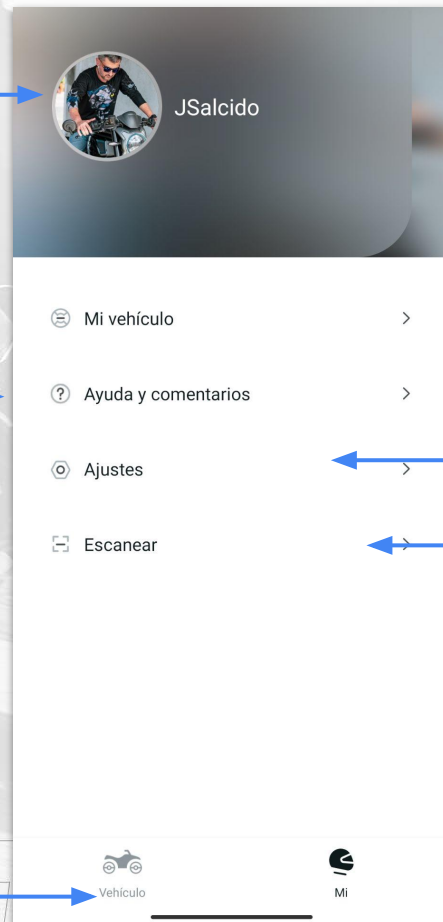 JSalcido
Mi vehículo
Ayuda y comentarios
Ajustes
Escanear
Vehículo
Mi